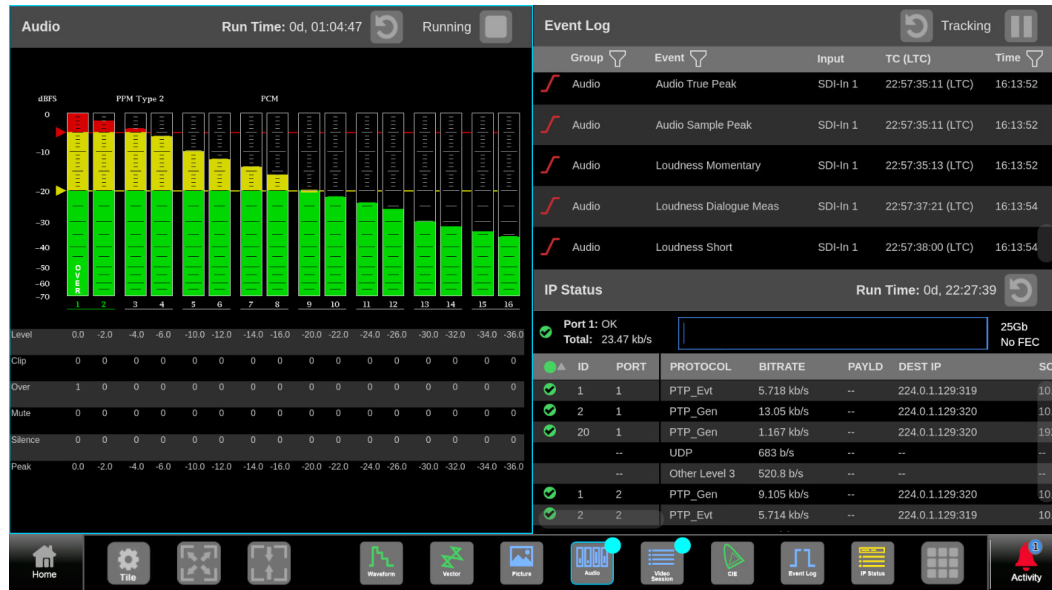 Audio
Run Time: 0d, 01:04:47
Running
dBFS
PPM Type 2
PCM
0
-10
-20
-30
-40
-50
-60
-70
OVER
1 2 3 4 5 6 7 8 9 10 11 12 13 14 15 16
Level 0.0 -2.0 -4.0 -6.0 -10.0 -12.0 -14.0 -16.0 -20.0 -22.0 -24.0 -26.0 -30.0 -32.0 -34.0 -36.0
Clip 0 0 0 0 0 0 0 0 0 0 0 0 0 0 0 0
Over 1 0 0 0 0 0 0 0 0 0 0 0 0 0 0 0
Mute 0 0 0 0 0 0 0 0 0 0 0 0 0 0 0 0
Silence 0 0 0 0 0 0 0 0 0 0 0 0 0 0 0 0
Peak 0.0 -2.0 -4.0 -6.0 -10.0 -12.0 -14.0 -16.0 -20.0 -22.0 -24.0 -26.0 -30.0 -32.0 -34.0 -36.0
Event Log
Tracking
Group Event Input TC (LTC) Time
Audio Audio True Peak SDI-In 1 22:57:35:11 (LTC) 16:13:52
Audio Audio Sample Peak SDI-In 1 22:57:35:11 (LTC) 16:13:52
Audio Loudness Momentary SDI-In 1 22:57:35:13 (LTC) 16:13:52
Audio Loudness Dialogue Meas SDI-In 1 22:57:37:21 (LTC) 16:13:54
Audio Loudness Short SDI-In 1 22:57:38:00 (LTC) 16:13:54
IP Status
Run Time: 0d, 22:27:39
Port 1: OK
Total: 23.47 kb/s
25Gb
No FEC
ID PORT PROTOCOL BITRATE PAYLD DEST IP SC
1 1 PTP_Evt 5.718 kb/s -- 224.0.1.129:319 10.
2 1 PTP_Gen 13.05 kb/s -- 224.0.1.129:320 10.
20 1 PTP_Gen 1.167 kb/s -- 224.0.1.129:320 19
-- UDP 683 b/s -- -- --
-- Other Level 3 520.8 b/s -- -- --
1 2 PTP_Gen 9.105 kb/s -- 224.0.1.129:320 10.
2 2 PTP_Evt 5.714 kb/s -- 224.0.1.129:319 10.
Home
Tile
Waveform
Vector
Picture
Audio
Video Session
CIE
Event Log
IP Status
1
Activity